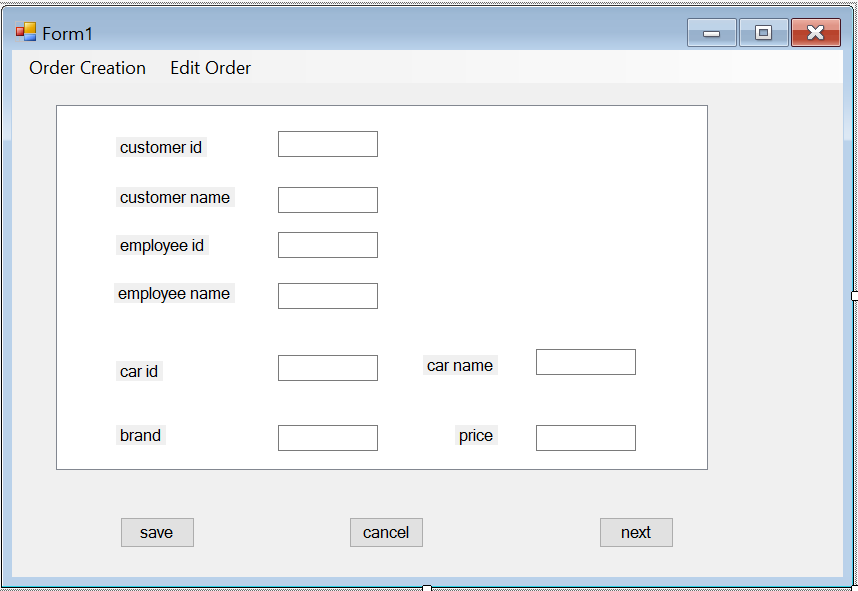 Form1
Order Creation Edit Order
customer id
customer name
employee id
employee name
car id car name
brand price
save cancel next